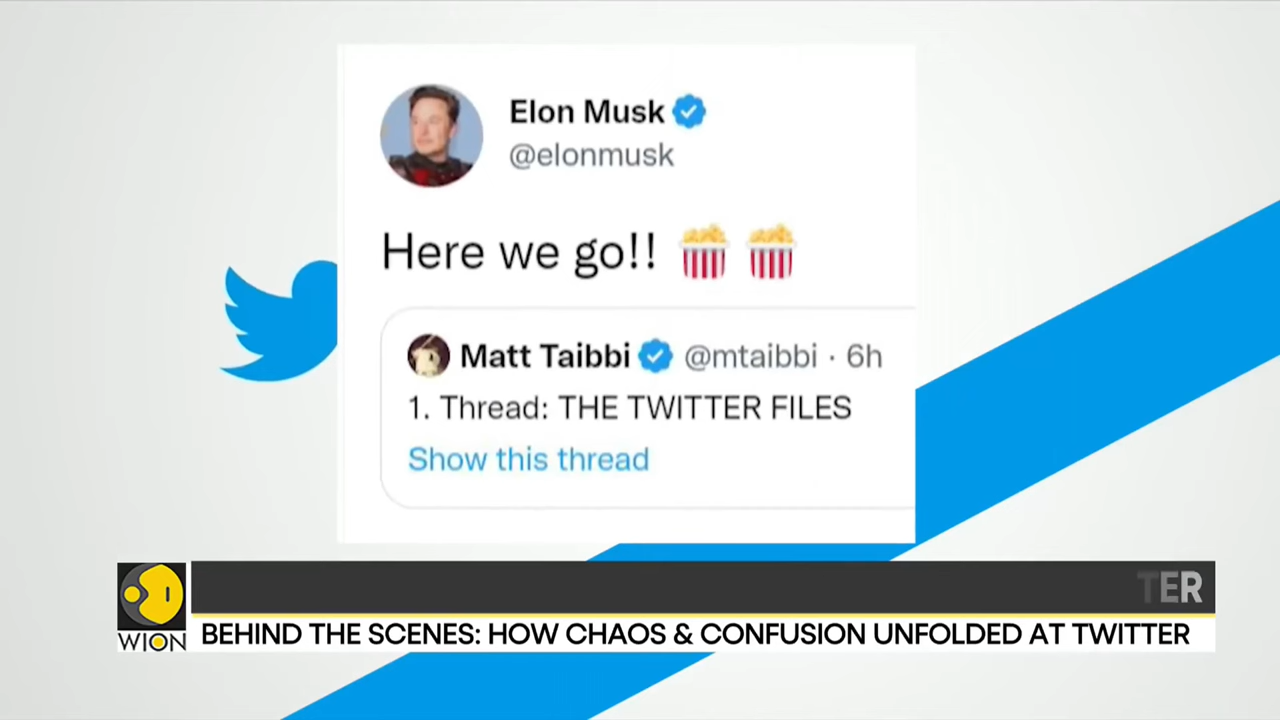 Elon Musk
@elonmusk
Here we go!!
Matt Taibbi @mtaibbi · 6h
1. Thread: THE TWITTER FILES
Show this thread
TER
WION
BEHIND THE SCENES: HOW CHAOS & CONFUSION UNFOLDED AT TWITTER